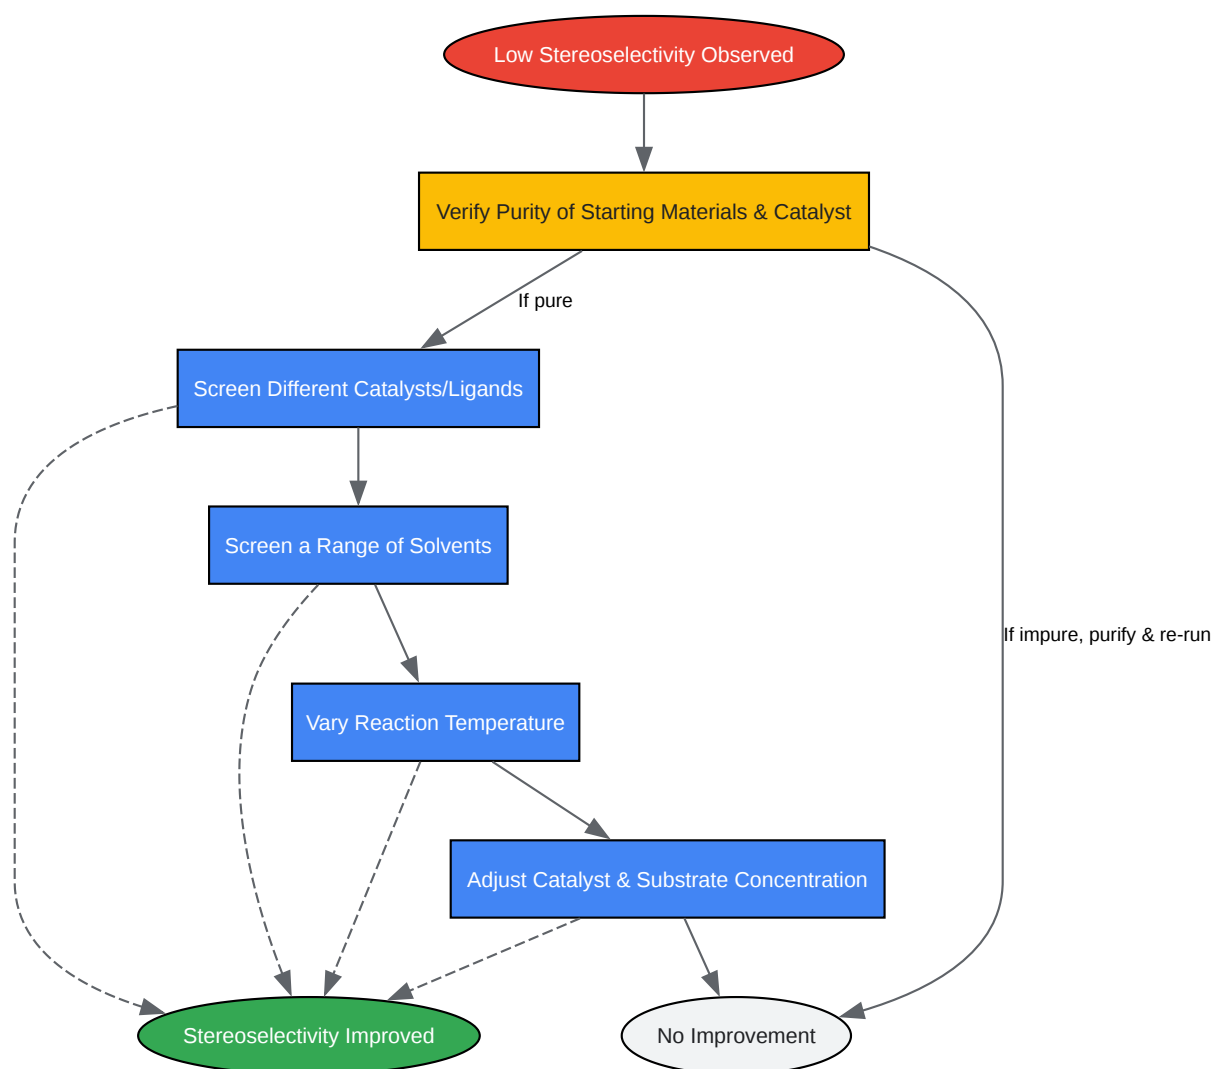 Low Stereoselectivity Observed
Verify Purity of Starting Materials & Catalyst
If pure
Screen Different Catalysts/Ligands
Screen a Range of Solvents
If impure, purify & re-run
Vary Reaction Temperature
Adjust Catalyst & Substrate Concentration
Stereoselectivity Improved
No Improvement